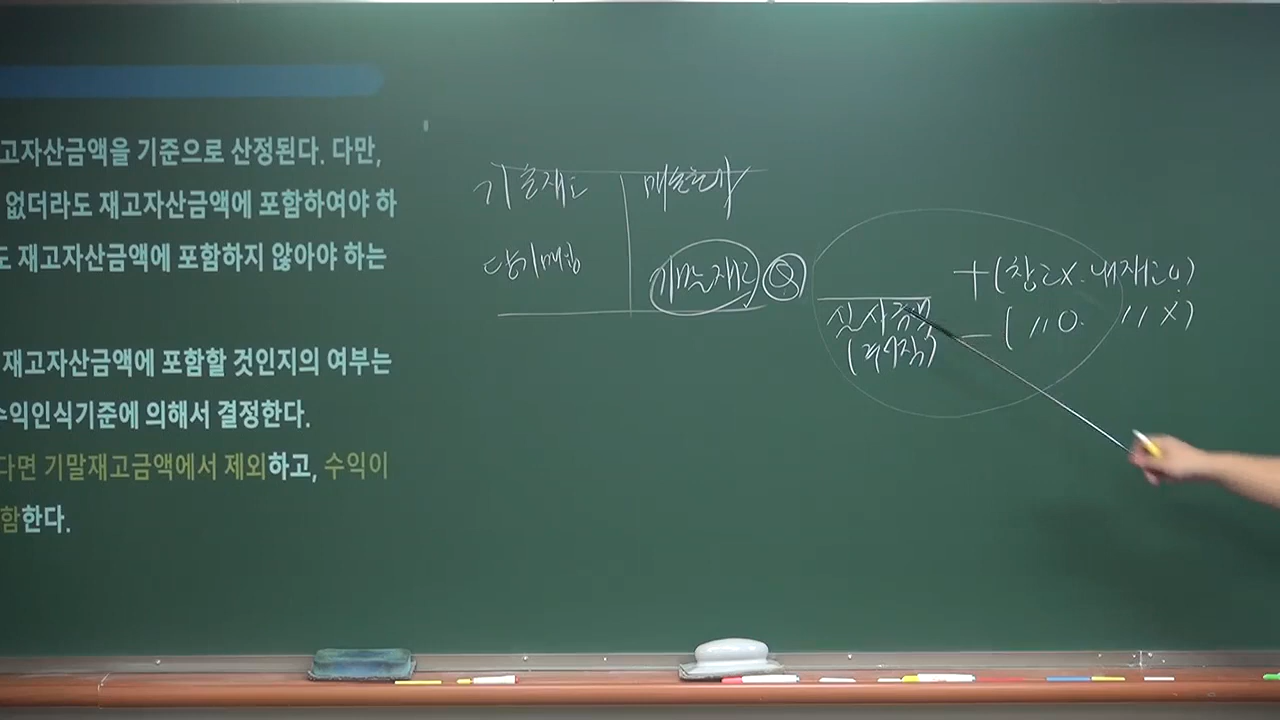 고자산금액을 기준으로 산정된다. 다만,
없더라도 재고자산금액에 포함하여야 하
도 재고자산금액에 포함하지 않아야 하는
재고자산금액에 포함할 것인지의 여부는
수익인식기준에 의해서 결정한다.
다면 기말재고금액에서 제외하고, 수익이
함한다.
기초재고 매출원가
당기매입 기말재고 Q
실사금액
+(창고X. 내재고O)
-( 〃O. 〃X)